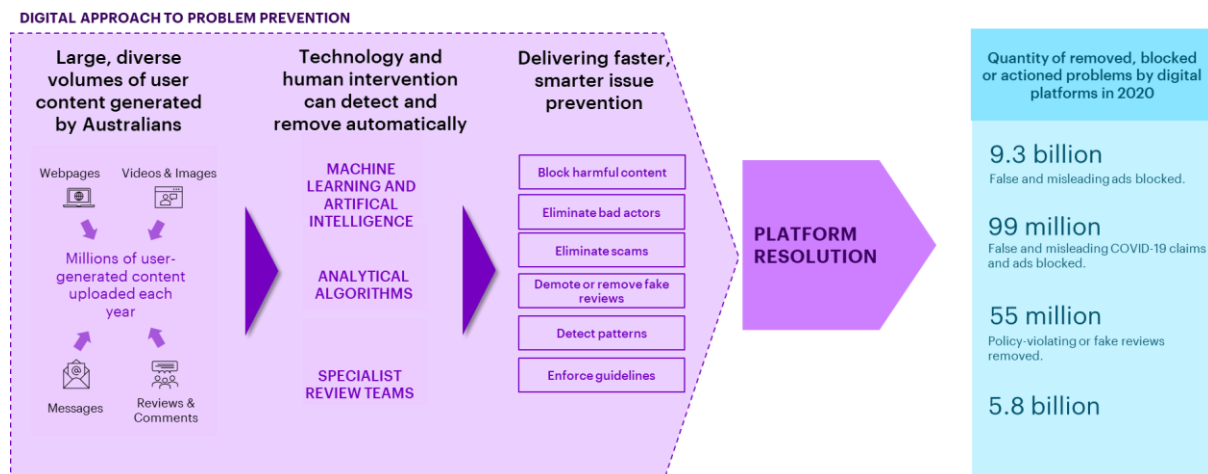 DIGITAL APPROACH TO PROBLEM PREVENTION
Large, diverse
volumes of user
content generated
by Australians
Webpages
Videos & Images
Millions of user-
generated content
uploaded each
year
Messages
Reviews &
Comments
Technology and
human intervention
can detect and
remove automatically
MACHINE
LEARNING AND
ARTIFICAL
INTELLIGENCE
ANALYTICAL
ALGORITHMS
SPECIALIST
REVIEW TEAMS
Delivering faster,
smarter issue
prevention
Block harmful content
Eliminate bad actors
Eliminate scams
Demote or remove fake
reviews
Detect patterns
Enforce guidelines
PLATFORM
RESOLUTION
Quantity of removed, blocked
or actioned problems by digital
platforms in 2020
9.3 billion
False and misleading ads blocked.
99 million
False and misleading COVID-19 claims
and ads blocked.
55 million
Policy-violating or fake reviews
removed.
5.8 billion